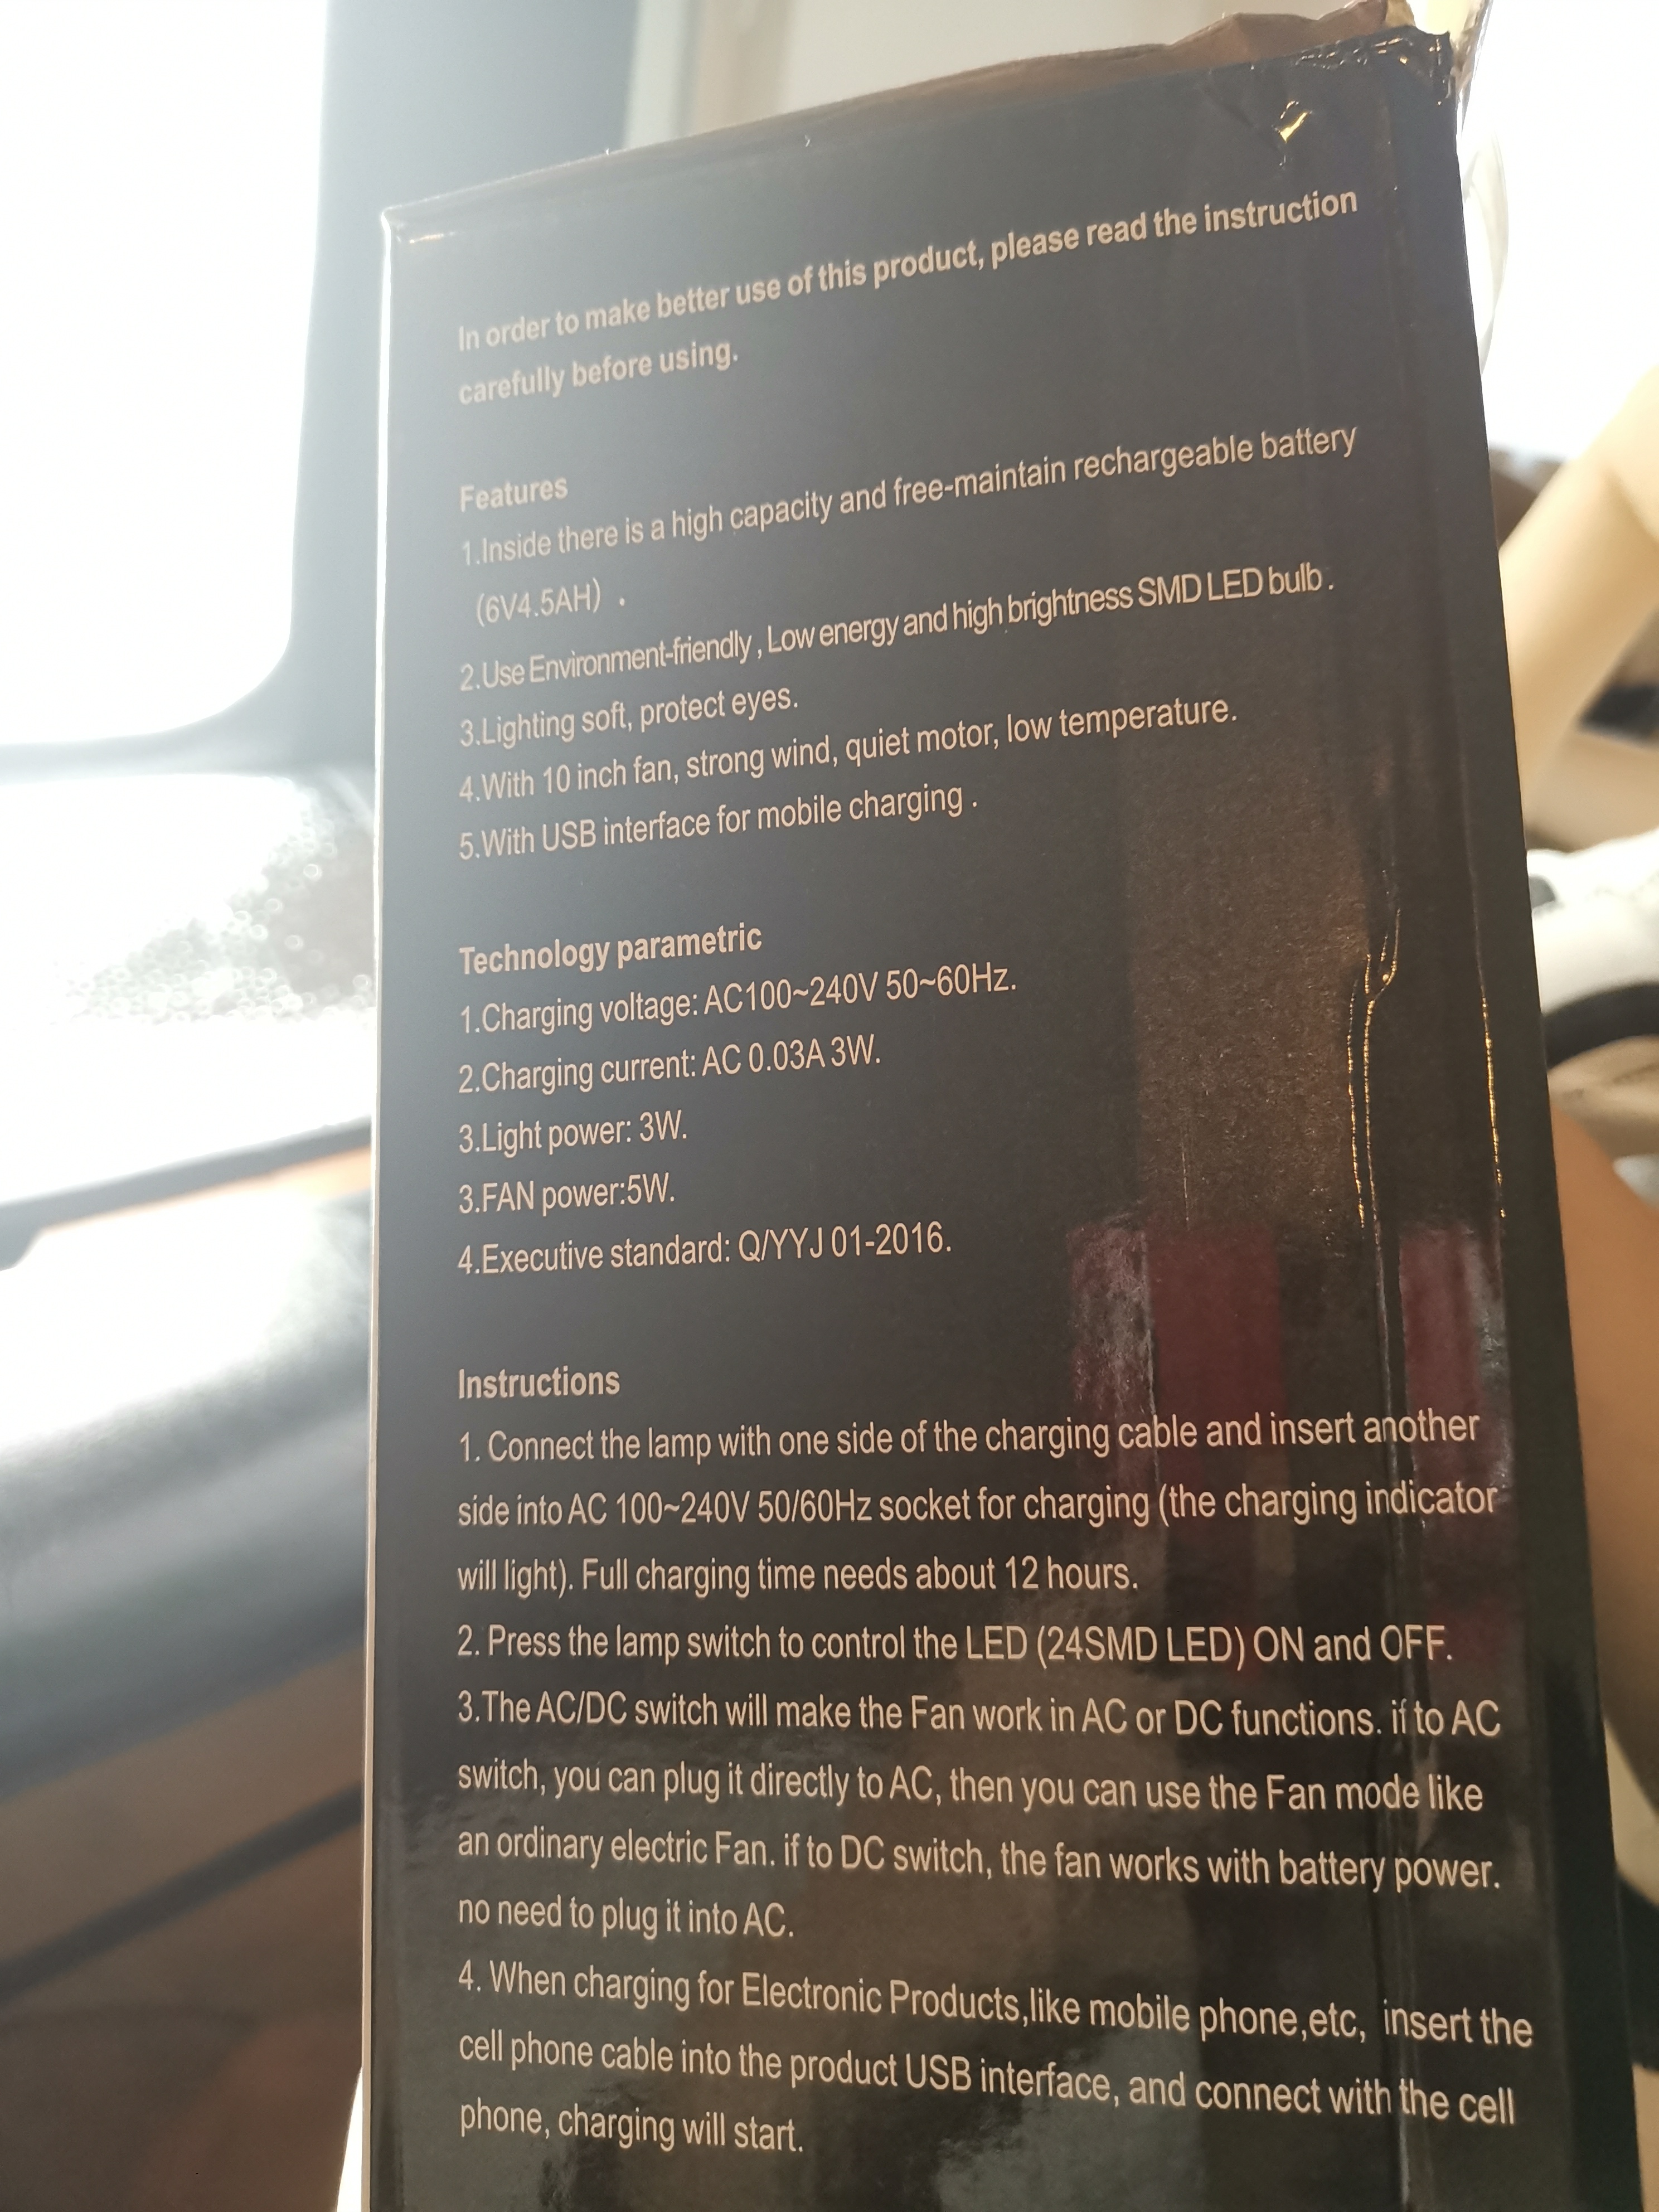 In order to make better use of this product, please read the instruction
carefully before using.
Features
1.Inside there is a high capacity and free-maintain rechargeable battery
(6V4.5AH) .
2.Use Environment-friendly , Low energy and high brightness SMD LED bulb .
3.Lighting soft, protect eyes.
4.With 10 inch fan, strong wind, quiet motor, low temperature.
5.With USB interface for mobile charging .
Technology parametric
1.Charging voltage: AC100~240V 50~60Hz.
2.Charging current: AC 0.03A 3W.
3.Light power: 3W.
3.FAN power:5W.
4.Executive standard: Q/YYJ 01-2016.
Instructions
1. Connect the lamp with one side of the charging cable and insert another
side into AC 100~240V 50/60Hz socket for charging (the charging indicator
will light). Full charging time needs about 12 hours.
2. Press the lamp switch to control the LED (24SMD LED) ON and OFF.
3.The AC/DC switch will make the Fan work in AC or DC functions. if to AC
switch, you can plug it directly to AC, then you can use the Fan mode like
an ordinary electric Fan. if to DC switch, the fan works with battery power.
no need to plug it into AC.
4. When charging for Electronic Products,like mobile phone,etc, insert the
cell phone cable into the product USB interface, and connect with the cell
phone, charging will start.